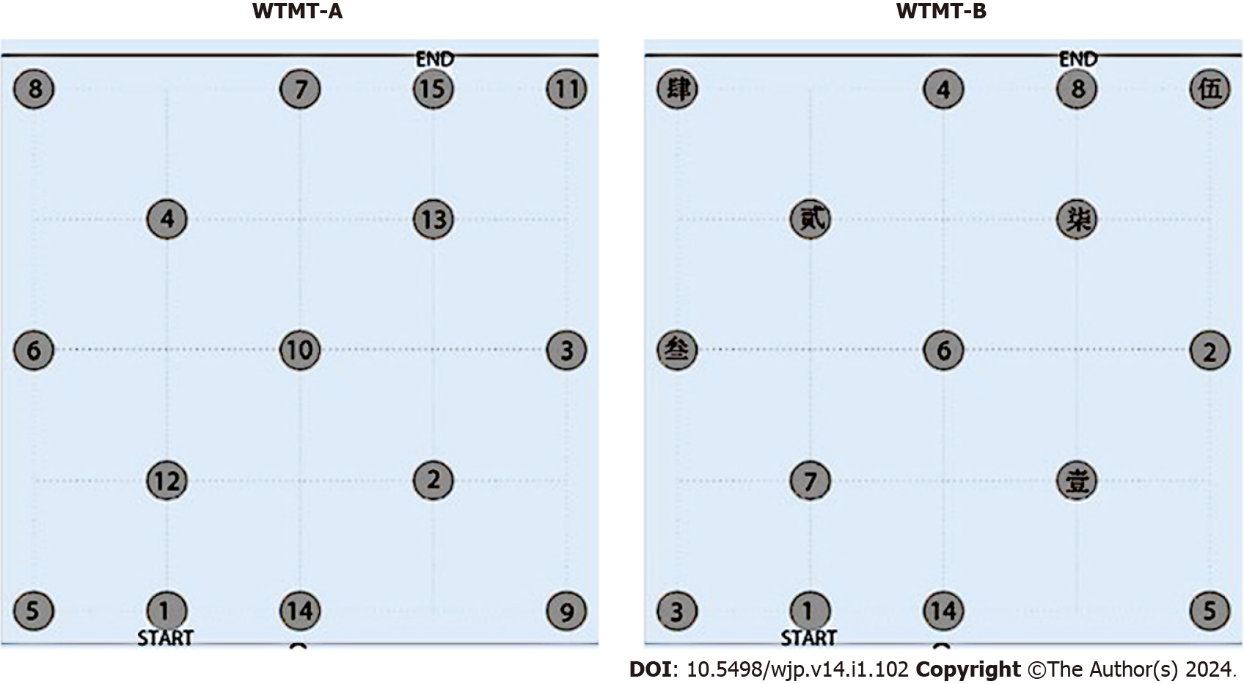 WTMT-A WTMT-B
END END
8 7 15 11 肆 4 8 伍
4 13 贰 柒
6 10 3 叁 6 2
12 2 7 壹
5 1 14 9 3 1 14 5
START START
DOI: 10.5498/wjp.v14.i1.102 Copyright ©The Author(s) 2024.